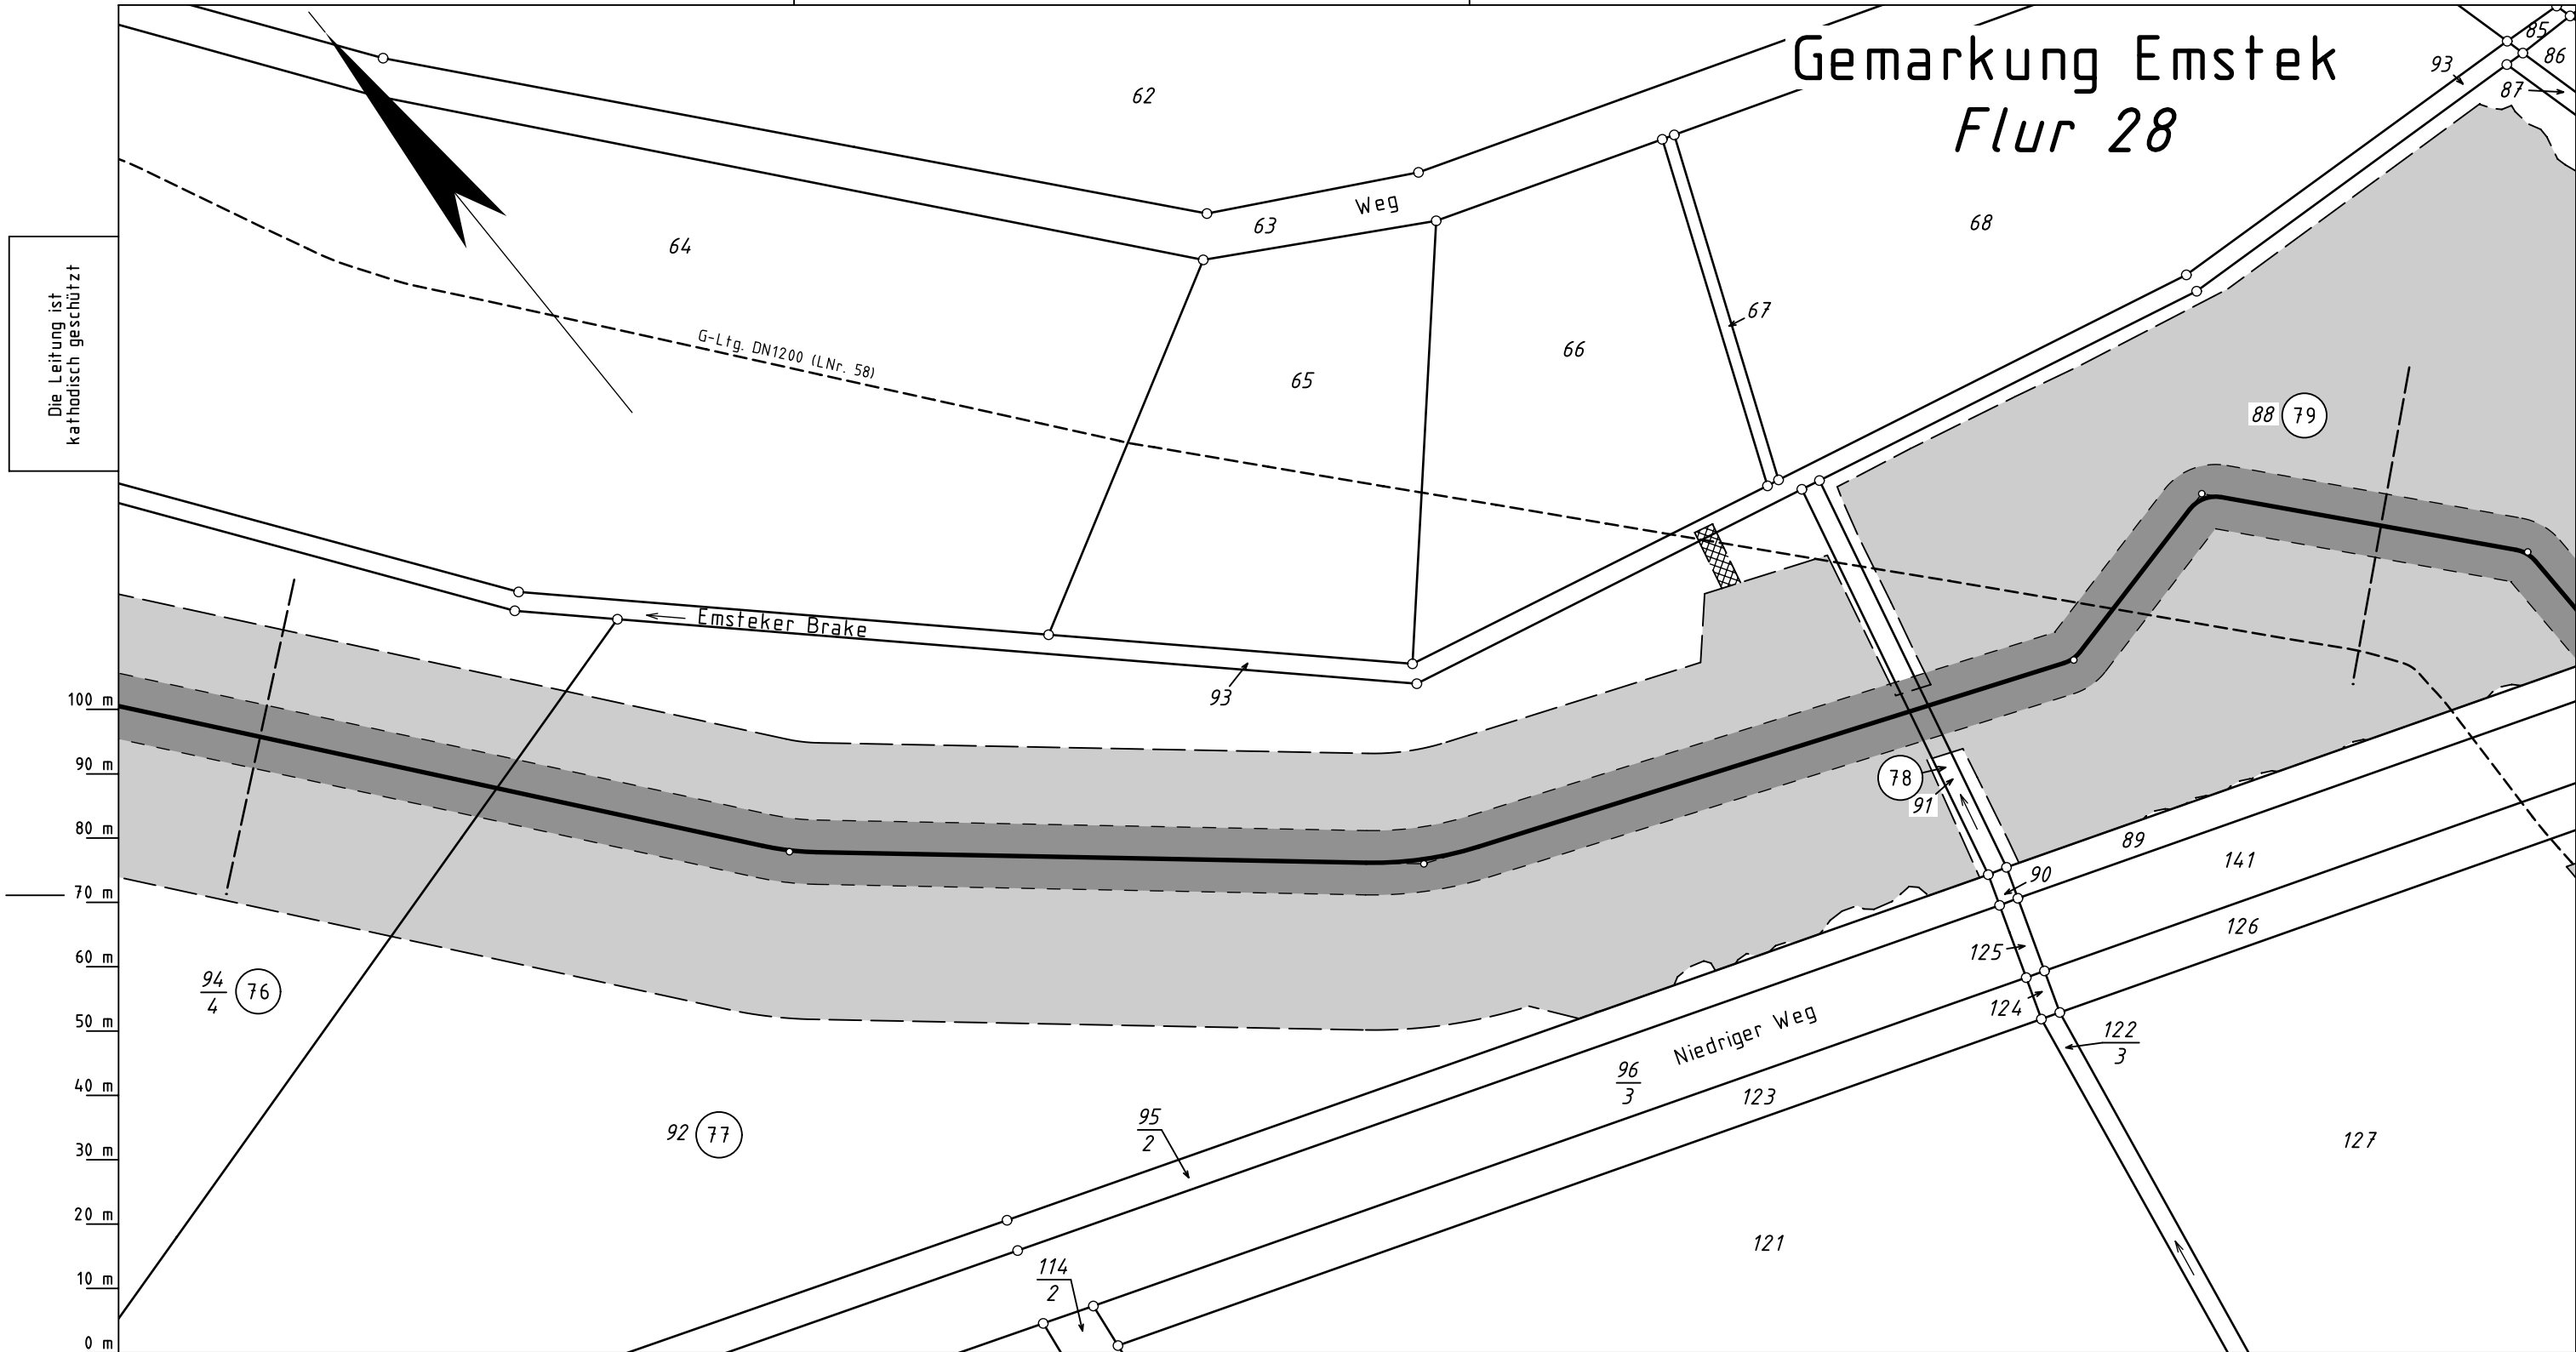 Gemarkung Emstek
Flur 28
85
86
93
87
62
63
Weg
64
68
67
66
65
G-Ltg. DN1200 (LNr. 58)
Die Leitung ist
kathodisch geschützt
88 79
Emsteker Brake
93
100 m
90 m
80 m
70 m
60 m
50 m
40 m
30 m
20 m
10 m
0 m
78
91
89
141
90
126
125
124
122
3
94
4
76
Niedriger Weg
96
3
123
95
2
92 77
127
121
114
2